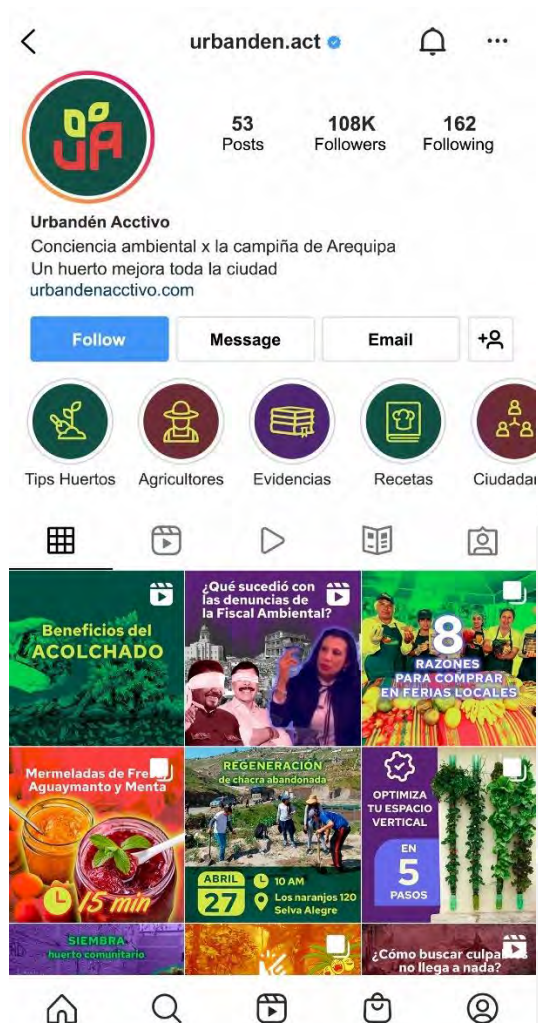 urbanden.act
UA
53
108K
162
Posts
Followers
Following
Urbandén Acctivo
Conciencia ambiental x la campiña de Arequipa
Un huerto mejora toda la ciudad
urbandenacctivo.com
Follow
Message
Email
Tips Huertos
Agricultores
Evidencias
Recetas
Ciudadan
Beneficios del
ACOLCHADO
¿Qué sucedió con
las denuncias de
la Fiscal Ambiental?
8
RAZONES
PARA COMPRAR
EN FERIAS LOCALES
Mermeladas de Fre
Aguaymanto y Menta
15 min
REGENERACIÓN
de chacra abandonada
ABRIL
27
10 AM
Los naranjos 120
Selva Alegre
OPTIMIZA
TU ESPACIO
VERTICAL
EN
5
PASOS
SIEMBRA
huerto comunitario
¿Cómo buscar culpa
no llega a nada?